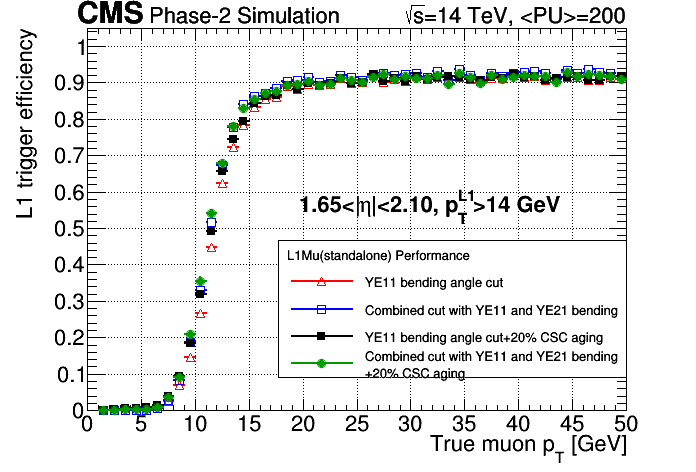 CMS Phase-2 Simulation √s=14 TeV, <PU>=200
L1 trigger efficiency
1
0.9
0.8
0.7
0.6
0.5
0.4
0.3
0.2
0.1
0
1.65<|η|<2.10, p_T^L1>14 GeV
L1Mu(standalone) Performance
YE11 bending angle cut
Combined cut with YE11 and YE21 bending
YE11 bending angle cut+20% CSC aging
Combined cut with YE11 and YE21 bending
+20% CSC aging
0 5 10 15 20 25 30 35 40 45 50
True muon p_T [GeV]